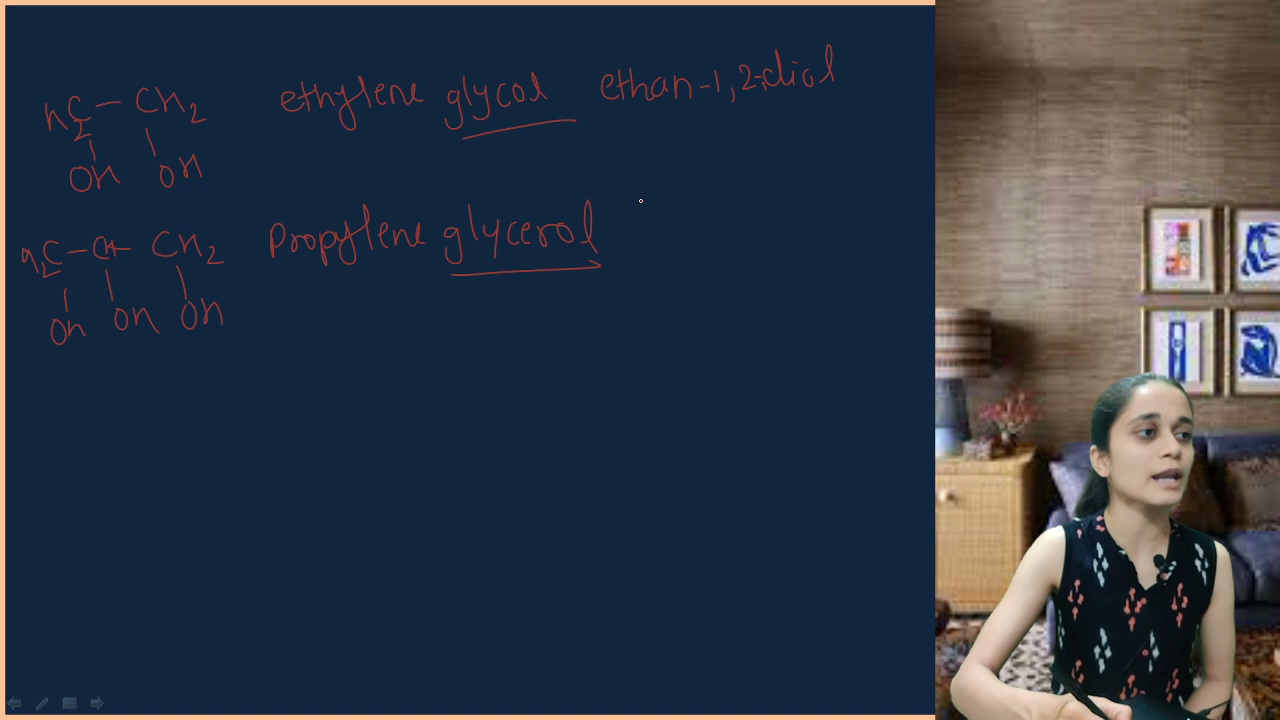 H2C – CH2 ethylene glycol ethan-1,2-diol
OH OH
H2C – CH – CH2 Propylene glycerol
OH OH OH